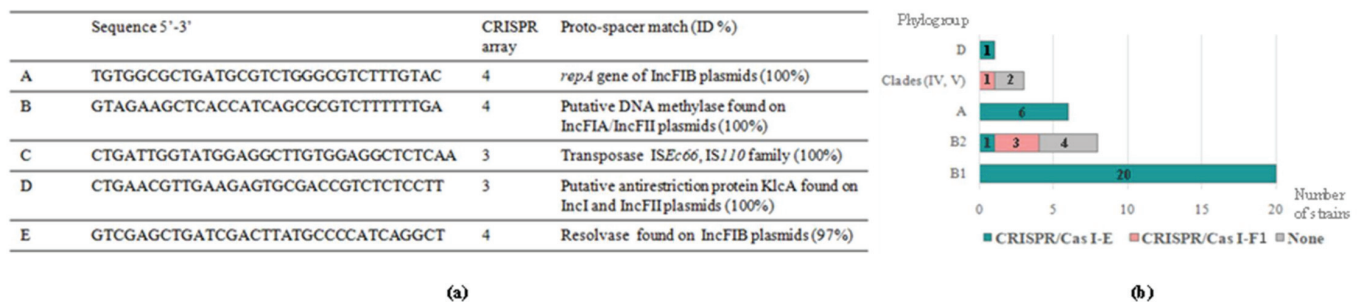 Sequence 5’-3’ CRISPR array Proto-spacer match (ID %)
A TGTGGCGCTGATGCGTCTGGGCGTCTTTGTAC 4 repA gene of IncFIB plasmids (100%)
B GTAGAAGCTCACCATCAGCGCGTCTTTTTTGA 4 Putative DNA methylase found on
IncFIA/IncFII plasmids (100%)
C CTGATTGGTATGGAGGCTTGTGGAGGCTCTCAA 3 Transposase ISEc66, IS110 family (100%)
D CTGAACGTTGAAGAGTGCGACCGTCTCTCCTT 3 Putative antirestriction protein KlcA found on
IncI and IncFII plasmids (100%)
E GTCGAGCTGATCGACTTATGCCCCATCAGGCT 4 Resolvase found on IncFIB plasmids (97%)
(a)
Phylogroup
D 1
Clades (IV, V) 1 2
A 6
B2 1 3 4
B1 20
0 5 10 15 20
Number
of strains
CRISPR/Cas I-E CRISPR/Cas I-F1 None
(b)